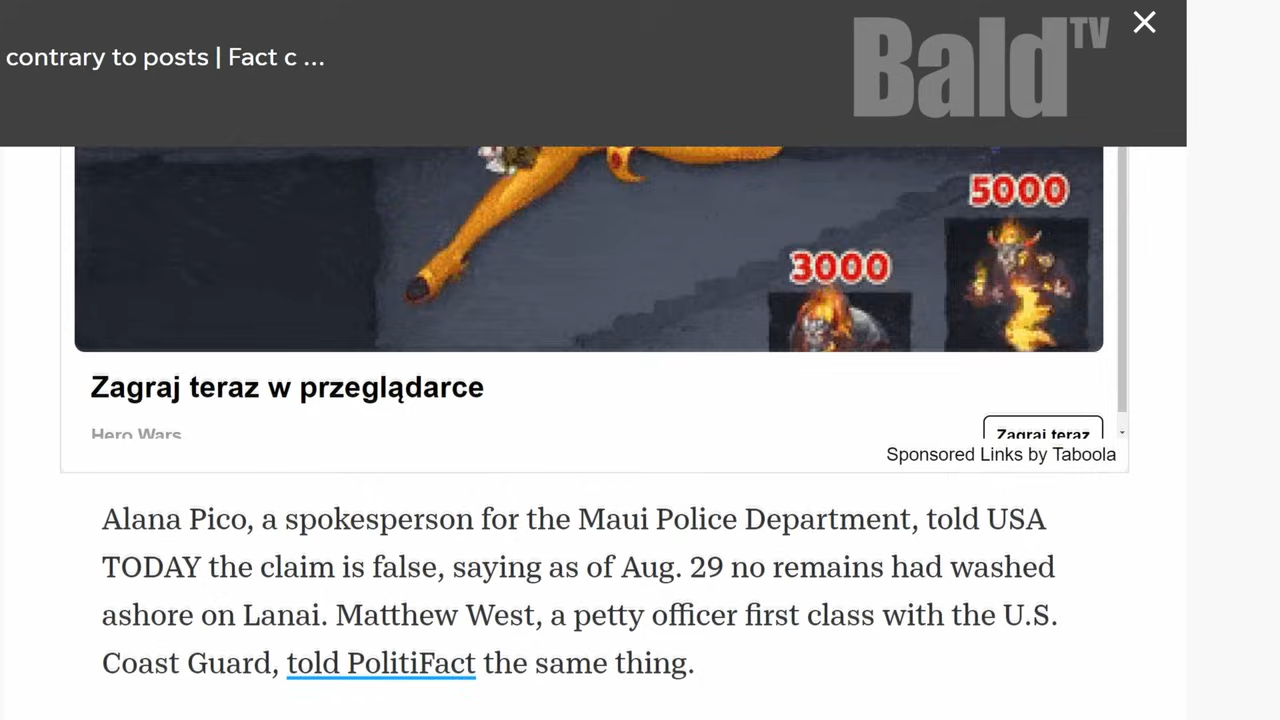 contrary to posts | Fact c ...
Bald TV
5000
3000
Zagraj teraz w przeglądarce
Hero Wars
Zagraj teraz
Sponsored Links by Taboola
Alana Pico, a spokesperson for the Maui Police Department, told USA
TODAY the claim is false, saying as of Aug. 29 no remains had washed
ashore on Lanai. Matthew West, a petty officer first class with the U.S.
Coast Guard, told PolitiFact the same thing.